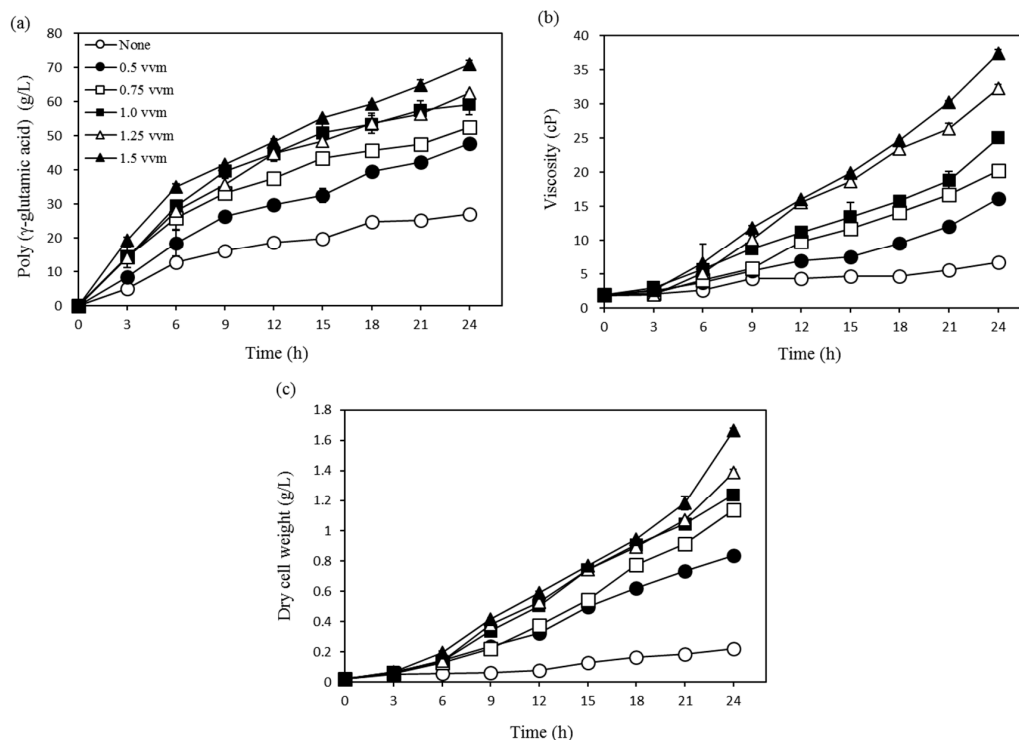 (a)
Poly (γ-glutamic acid) (g/L)
80
70
60
50
40
30
20
10
0
None
0.5 vvm
0.75 vvm
1.0 vvm
1.25 vvm
1.5 vvm
0 3 6 9 12 15 18 21 24
Time (h)
(b)
Viscosity (cP)
40
35
30
25
20
15
10
5
0
0 3 6 9 12 15 18 21 24
Time (h)
(c)
Dry cell weight (g/L)
1.8
1.6
1.4
1.2
1
0.8
0.6
0.4
0.2
0
0 3 6 9 12 15 18 21 24
Time (h)